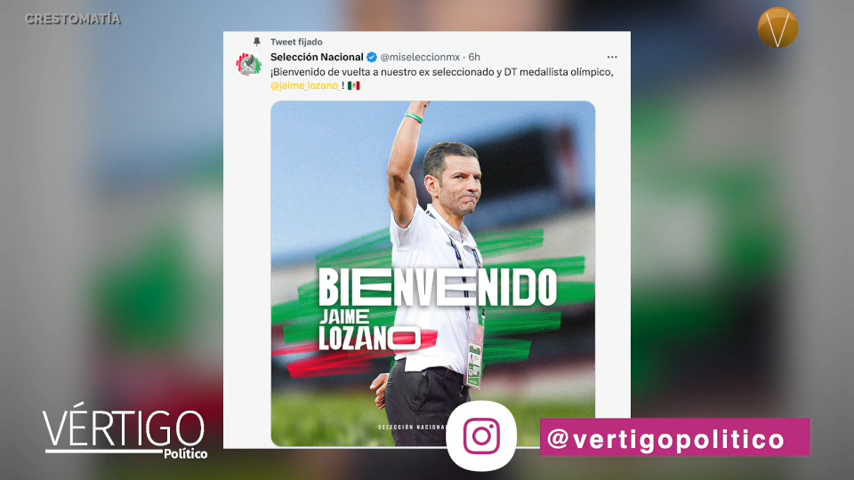 CRESTOMATÍA
V
Tweet fijado
Selección Nacional @miseleccionmx · 6h
¡Bienvenido de vuelta a nuestro ex seleccionado y DT medallista olímpico,
@jaime_lozano_! 🇲🇽
BIENVENIDO
JAIME
LOZANO
SELECCIÓN NACIONAL
VÉRTIGO
Político
@vertigopolitico